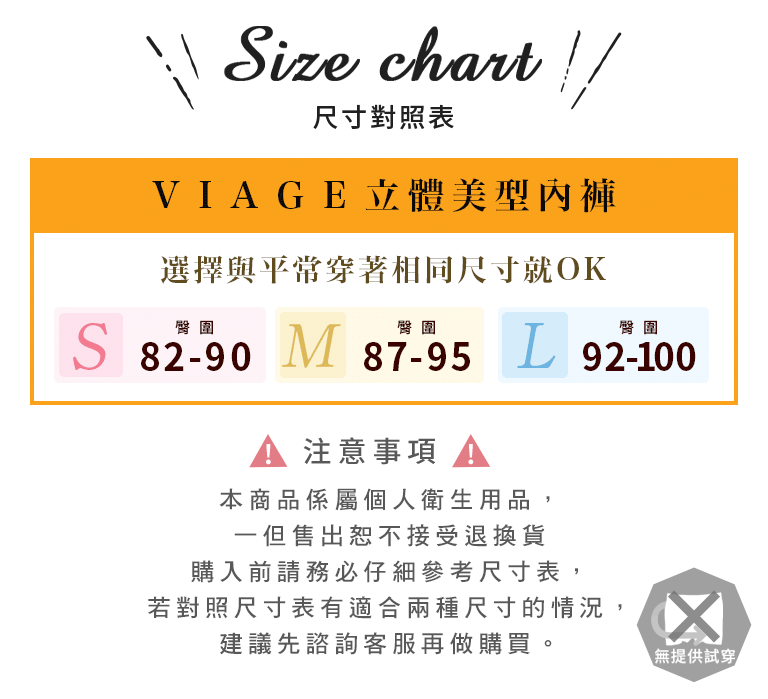 Size chart
尺寸對照表
VIAGE立體美型內褲
選擇與平常穿著相同尺寸就OK
S 臀圍 82-90
M 臀圍 87-95
L 臀圍 92-100
注意事項
本商品係屬個人衛生用品，
一但售出恕不接受退換貨
購入前請務必仔細參考尺寸表，
若對照尺寸表有適合兩種尺寸的情況，
建議先諮詢客服再做購買。
無提供試穿